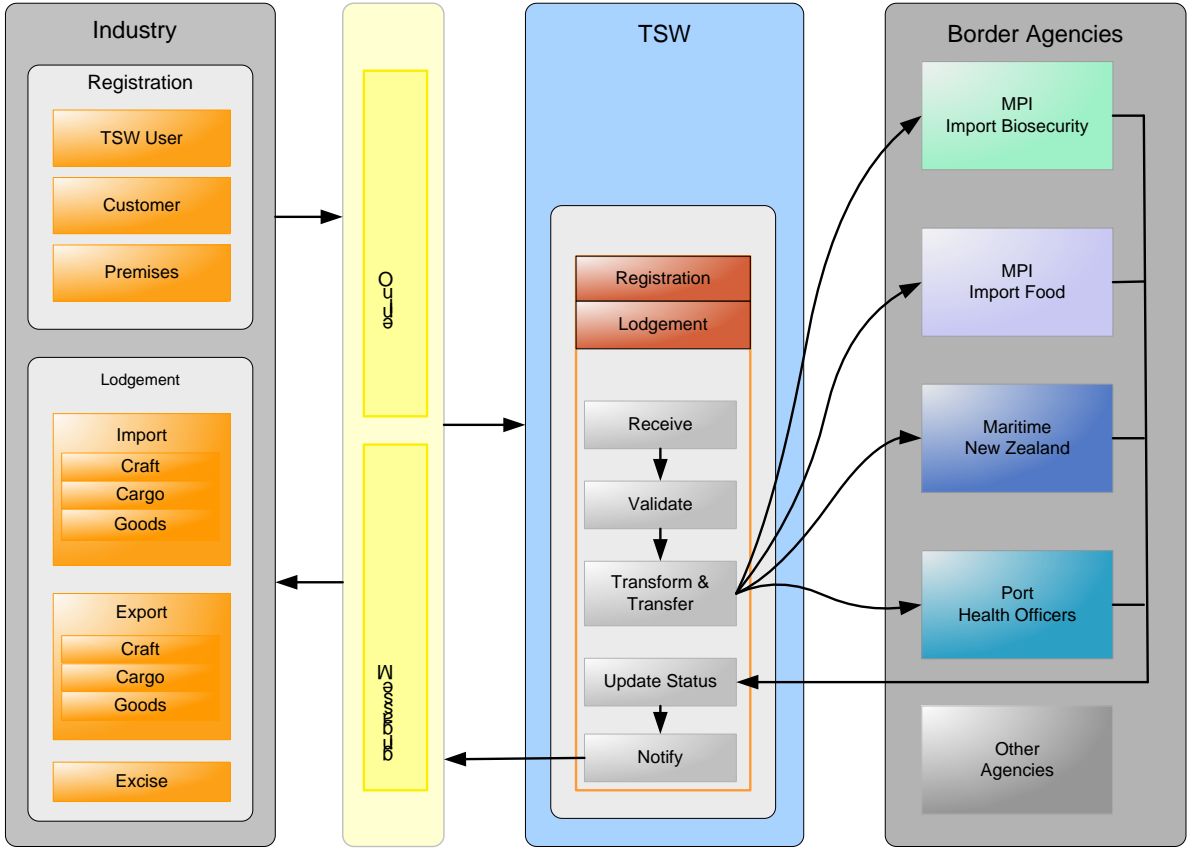 Industry
Registration
TSW User
Customer
Premises
Lodgement
Import
Craft
Cargo
Goods
Export
Craft
Cargo
Goods
Excise
Online
Messaging
TSW
Registration
Lodgement
Receive
Validate
Transform &
Transfer
Update Status
Notify
Border Agencies
MPI
Import Biosecurity
MPI
Import Food
Maritime
New Zealand
Port
Health Officers
Other
Agencies